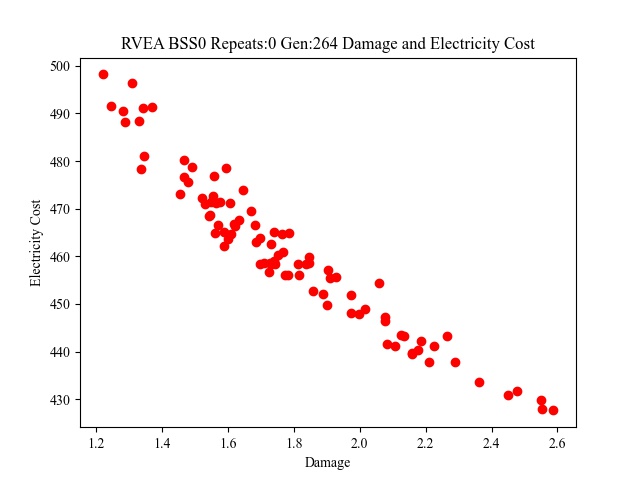 RVEA BSS0 Repeats:0 Gen:264 Damage and Electricity Cost
500
490
480
470
460
450
440
430
Electricity Cost
1.2 1.4 1.6 1.8 2.0 2.2 2.4 2.6
Damage